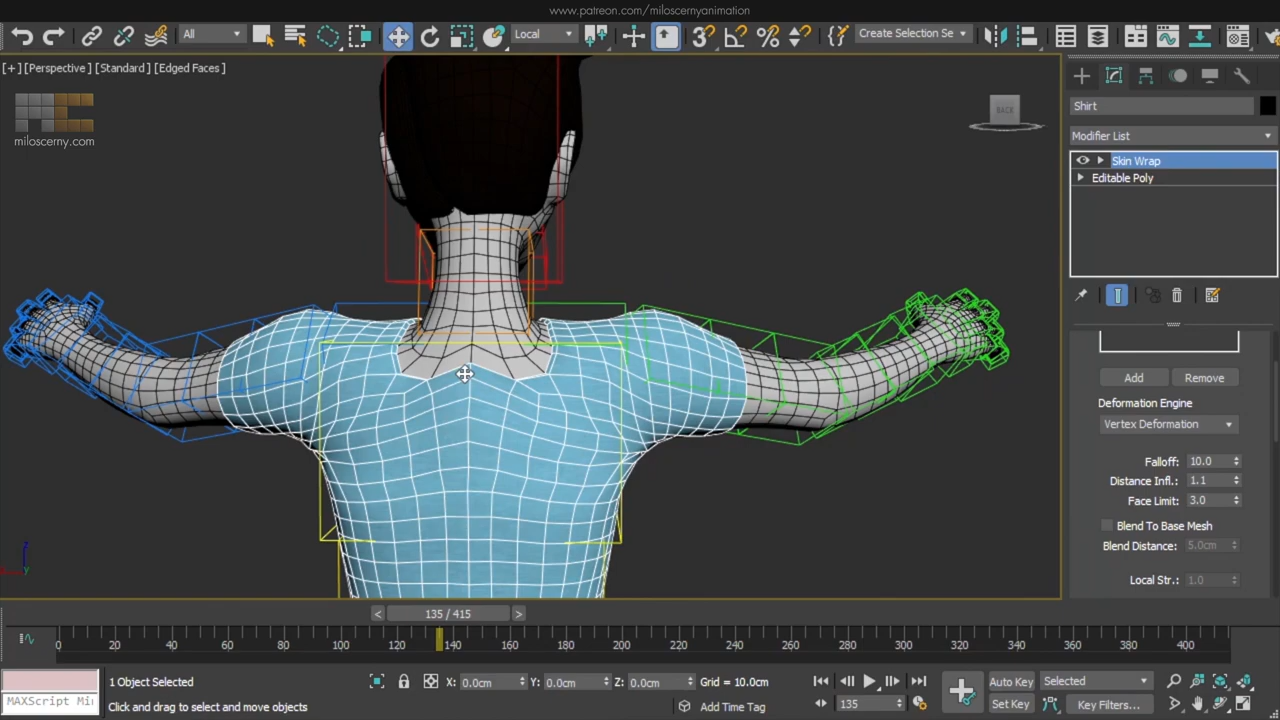 www.patreon.com/miloscernyanimation
All
Local
3
Create Selection Se
[+] [Perspective ] [Standard ] [Edged Faces ]
miloscerny.com
BACK
Shirt
Modifier List
Skin Wrap
Editable Poly
Add
Remove
Deformation Engine
Vertex Deformation
Falloff: 10.0
Distance Infl.: 1.1
Face Limit: 3.0
Blend To Base Mesh
Blend Distance: 5.0cm
Local Str.: 1.0
z
y
< 135 / 415 >
0 20 40 60 80 100 120 140 160 180 200 220 240 260 280 300 320 340 360 380 400
1 Object Selected
X: 0.0cm Y: 0.0cm Z: 0.0cm Grid = 10.0cm
Auto Key
Selected
MAXScript Mi
Click and drag to select and move objects
Add Time Tag
135
Set Key
Key Filters...